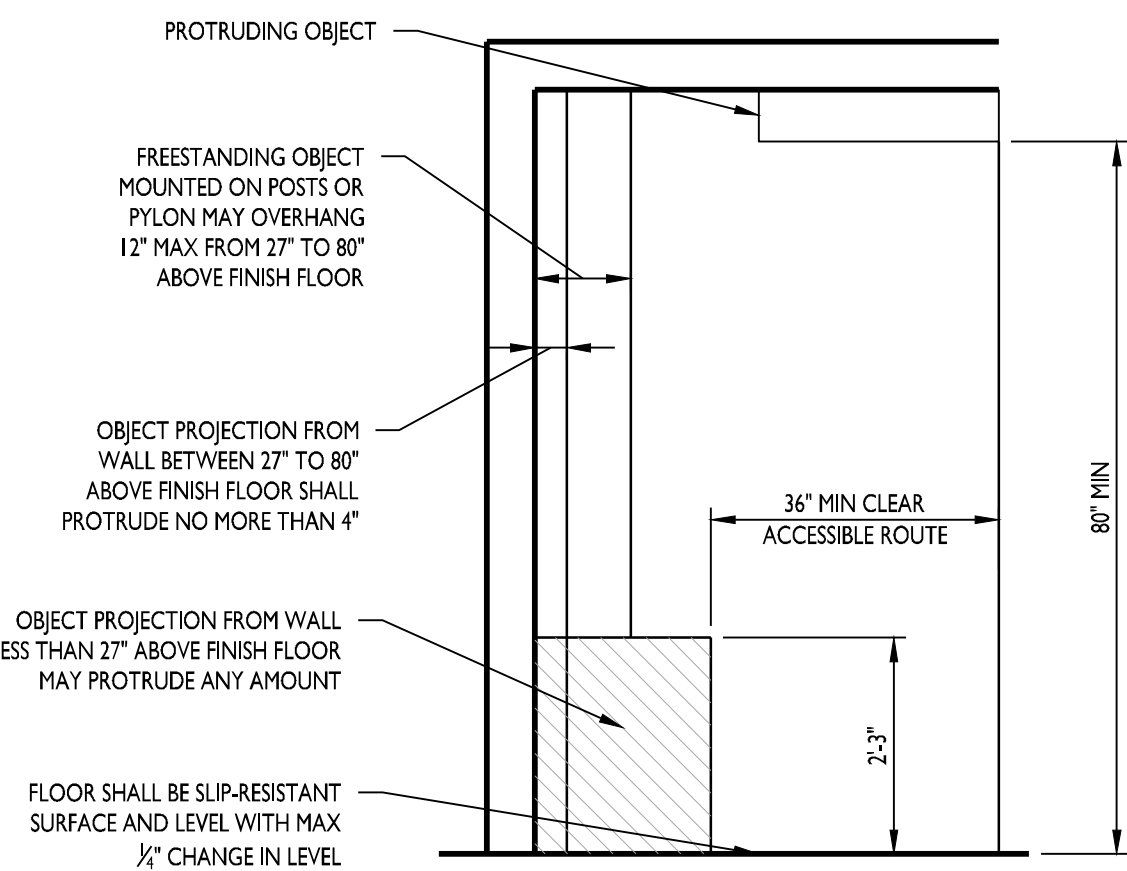 PROTRUDING OBJECT
FREESTANDING OBJECT
MOUNTED ON POSTS OR
PYLON MAY OVERHANG
12" MAX FROM 27" TO 80"
ABOVE FINISH FLOOR
OBJECT PROJECTION FROM
WALL BETWEEN 27" TO 80"
ABOVE FINISH FLOOR SHALL
PROTRUDE NO MORE THAN 4"
36" MIN CLEAR
ACCESSIBLE ROUTE
80" MIN
OBJECT PROJECTION FROM WALL
ESS THAN 27" ABOVE FINISH FLOOR
MAY PROTRUDE ANY AMOUNT
2'-3"
FLOOR SHALL BE SLIP-RESISTANT
SURFACE AND LEVEL WITH MAX
1/4" CHANGE IN LEVEL